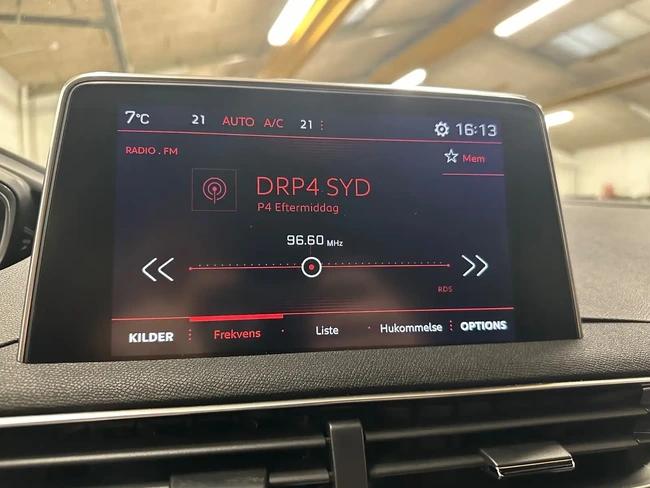 7°C 21 AUTO A/C 21 16:13
RADIO . FM
Mem
DRP4 SYD
P4 Eftermiddag
96.60 MHz
RDS
KILDER Frekvens Liste Hukommelse OPTIONS